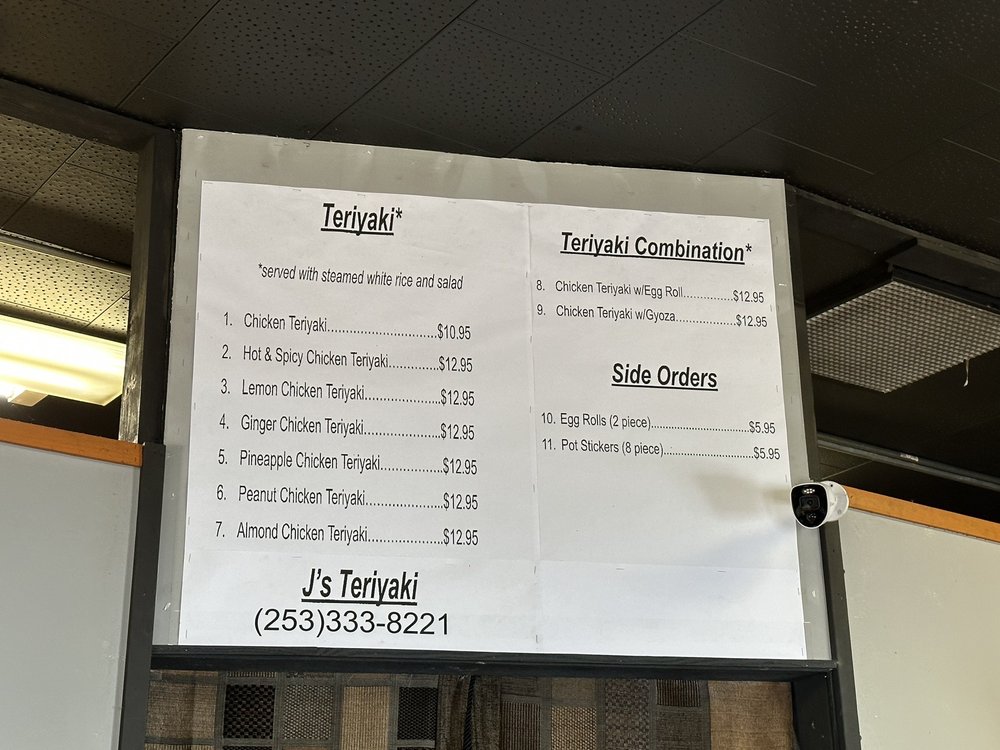 Teriyaki*
*served with steamed white rice and salad
1. Chicken Teriyaki........................$10.95
2. Hot & Spicy Chicken Teriyaki............$12.95
3. Lemon Chicken Teriyaki..................$12.95
4. Ginger Chicken Teriyaki..................$12.95
5. Pineapple Chicken Teriyaki...............$12.95
6. Peanut Chicken Teriyaki..................$12.95
7. Almond Chicken Teriyaki..................$12.95
J's Teriyaki
(253)333-8221
Teriyaki Combination*
8. Chicken Teriyaki w/Egg Roll..............$12.95
9. Chicken Teriyaki w/Gyoza..................$12.95
Side Orders
10. Egg Rolls (2 piece)..............................$5.95
11. Pot Stickers (8 piece)...........................$5.95